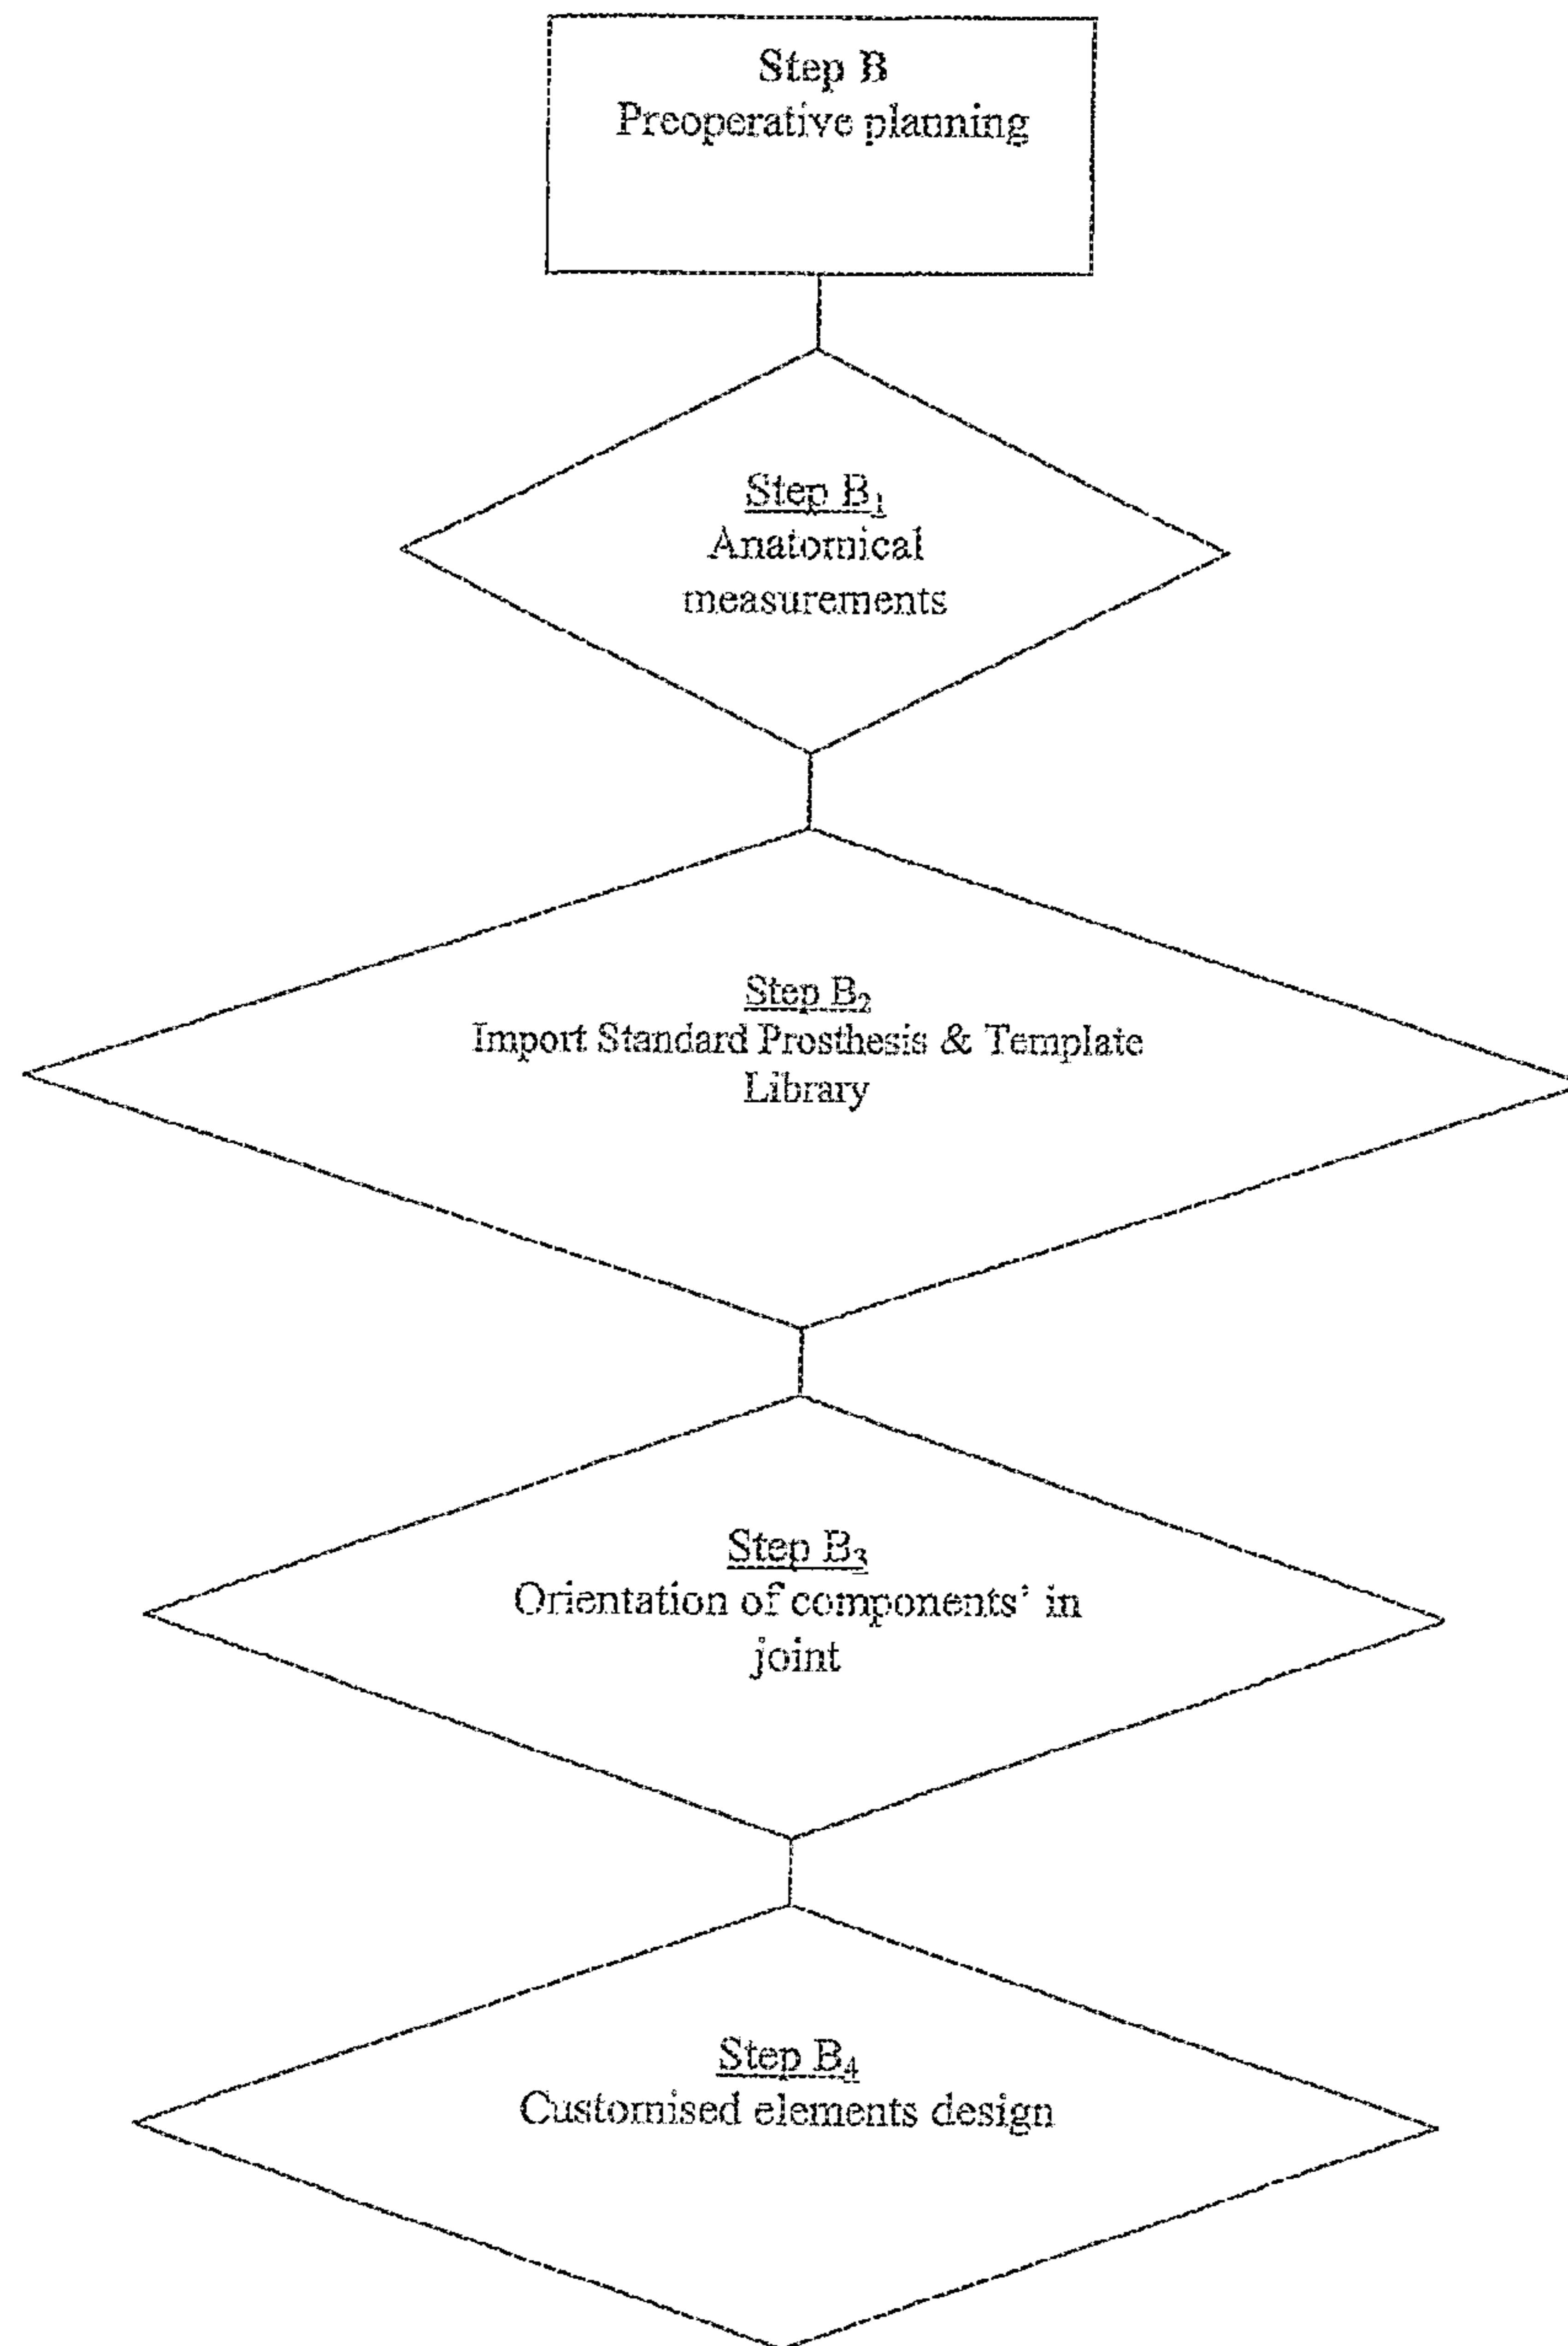 Step B
Preoperative planning
Step B₁
Anatomical
measurements
Step B₂
Import Standard Prosthesis & Template
Library
Step B₃
Orientation of components' in
joint
Step B₄
Customised elements design